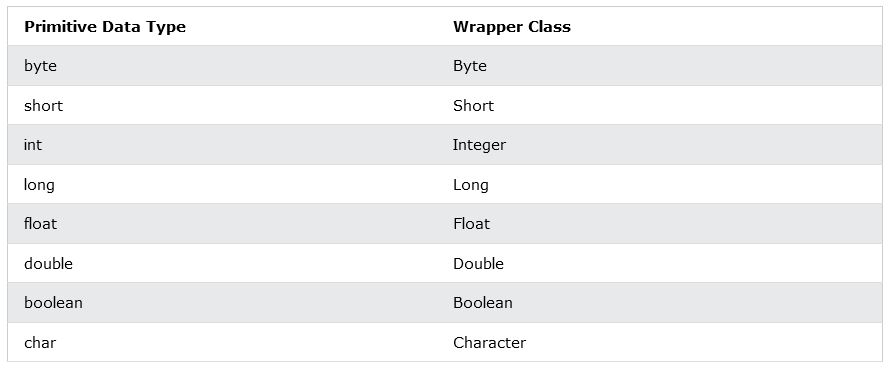 Primitive Data Type Wrapper Class
byte Byte
short Short
int Integer
long Long
float Float
double Double
boolean Boolean
char Character